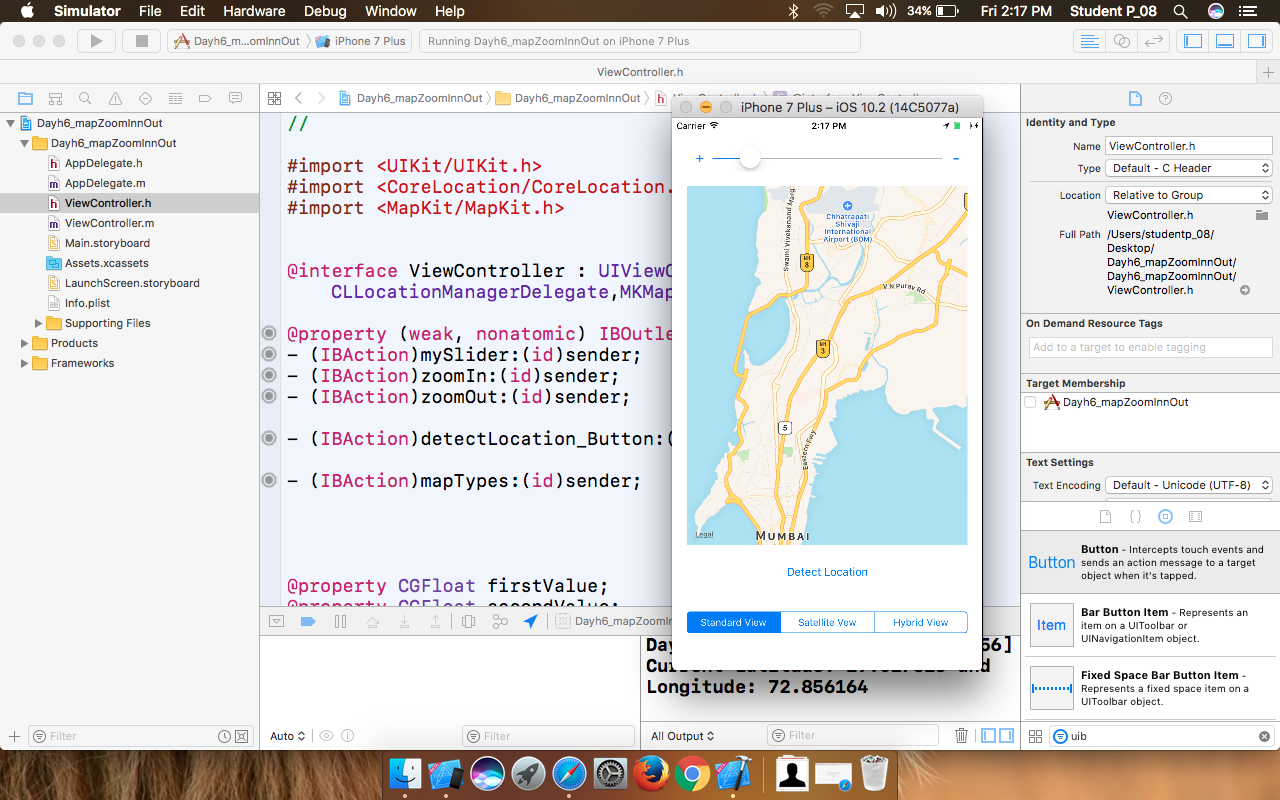 Simulator File Edit Hardware Debug Window Help 34% Fri 2:17 PM Student P_08
Dayh6_m...omInnOut iPhone 7 Plus Running Dayh6_mapZoomInnOut on iPhone 7 Plus
ViewController.h
Dayh6_mapZoomInnOut
Dayh6_mapZoomInnOut
AppDelegate.h
AppDelegate.m
ViewController.h
ViewController.m
Main.storyboard
Assets.xcassets
LaunchScreen.storyboard
Info.plist
Supporting Files
Products
Frameworks
Filter
Dayh6_mapZoomInnOut Dayh6_mapZoomInnOut
//
#import <UIKit/UIKit.h>
#import <CoreLocation/CoreLocation.
#import <MapKit/MapKit.h>
@interface ViewController : UIViewC
CLLocationManagerDelegate,MKMap
@property (weak, nonatomic) IBOutle
- (IBAction)mySlider:(id)sender;
- (IBAction)zoomIn:(id)sender;
- (IBAction)zoomOut:(id)sender;
- (IBAction)detectLocation_Button:(
- (IBAction)mapTypes:(id)sender;
@property CGFloat firstValue;
@property CGFloat secondValue;
Dayh6_mapZoomIn
Auto Filter
Day 56]
and
Longitude: 72.856164
All Output Filter
iPhone 7 Plus – iOS 10.2 (14C5077a)
Carrier 2:17 PM
+ -
Swami Vivekanand Marg
Chhatrapati
Shivaji
International
Airport (BOM)
NH
8
V.N Purav Rd
NH
3
5
Eastern Fwy
Legal
MUMBAI
Detect Location
Standard View Satellite Vew Hybrid View
Identity and Type
Name ViewController.h
Type Default - C Header
Location Relative to Group
ViewController.h
Full Path /Users/studentp_08/
Desktop/
Dayh6_mapZoomInnOut/
Dayh6_mapZoomInnOut/
ViewController.h
On Demand Resource Tags
Add to a target to enable tagging
Target Membership
Dayh6_mapZoomInnOut
Text Settings
Text Encoding Default - Unicode (UTF-8)
Button Button - Intercepts touch events and
sends an action message to a target
object when it's tapped.
Item Bar Button Item - Represents an
item on a UIToolbar or
UINavigationItem object.
Fixed Space Bar Button Item -
Represents a fixed space item on a
UIToolbar object.
uib